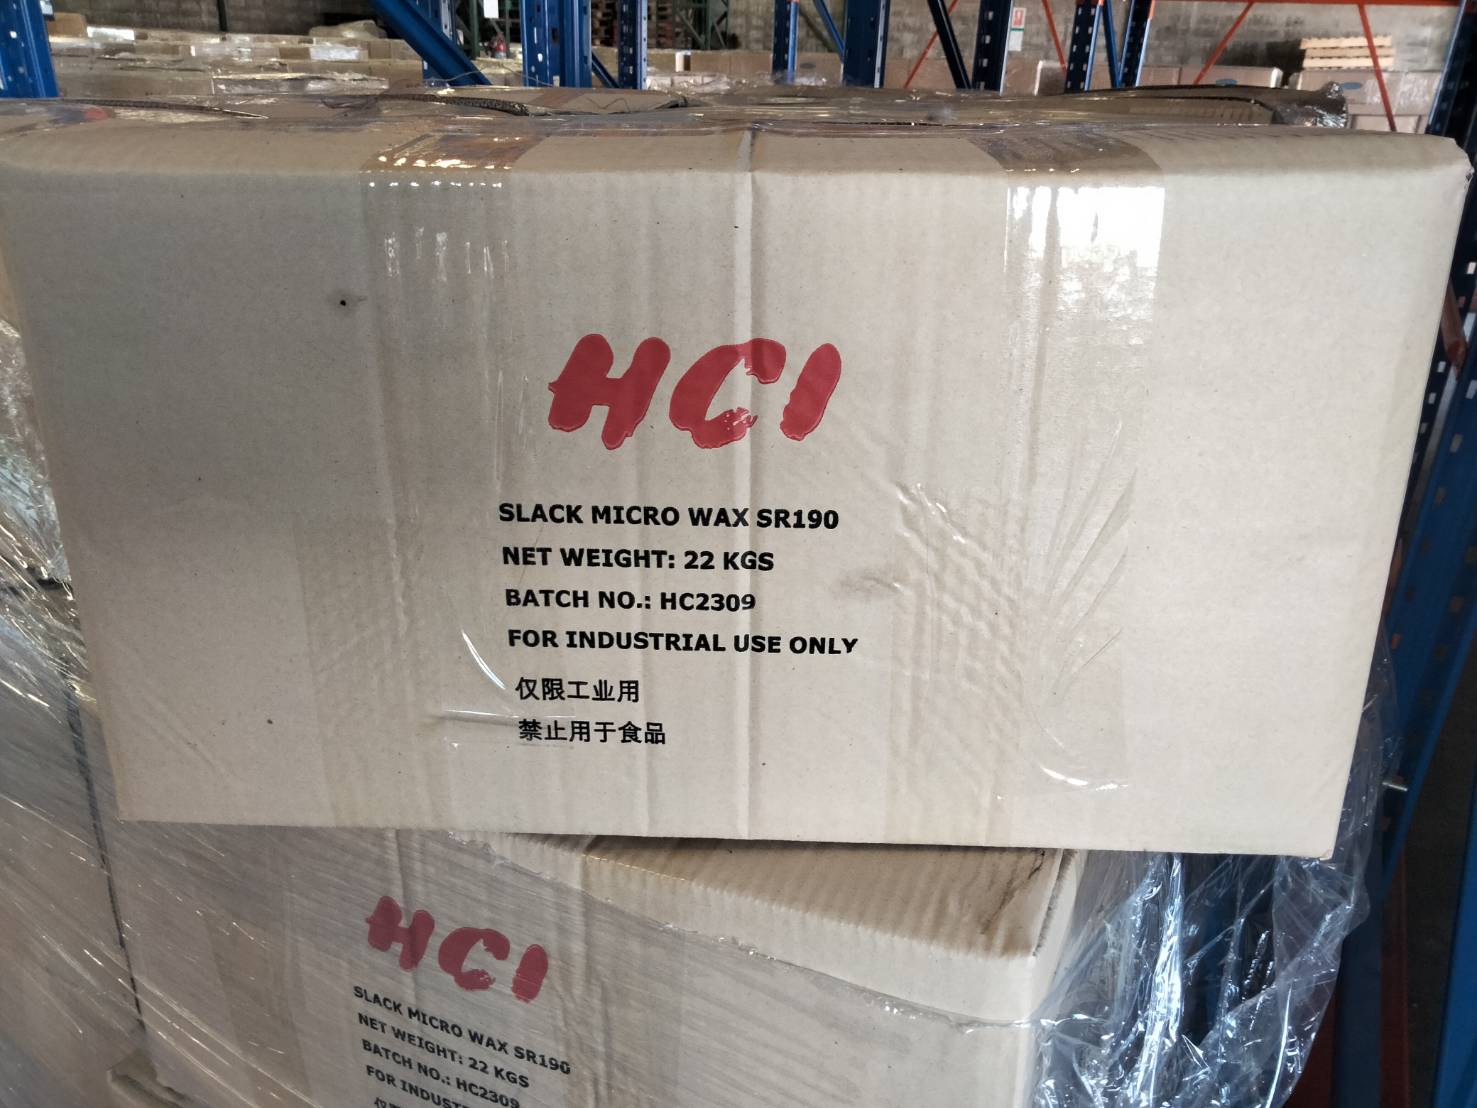 HCI
SLACK MICRO WAX SR190
NET WEIGHT: 22 KGS
BATCH NO.: HC2309
FOR INDUSTRIAL USE ONLY
仅限工业用
禁止用于食品
HCI
SLACK MICRO WAX SR190
NET WEIGHT: 22 KGS
BATCH NO.: HC2309
FOR INDUST